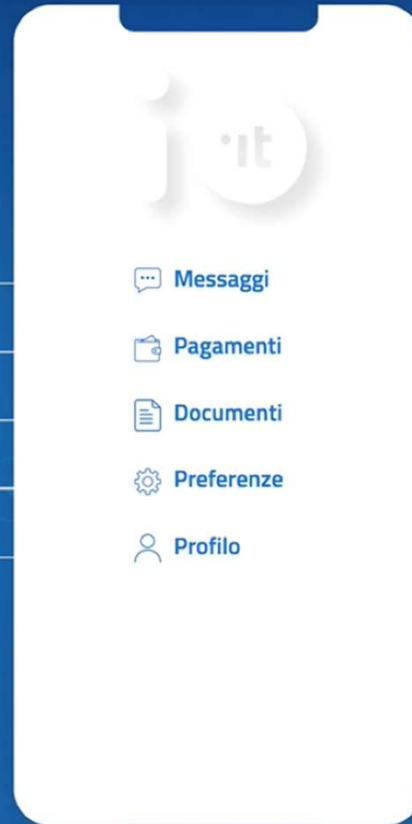 io
.it
Messaggi
Pagamenti
Documenti
Preferenze
Profilo